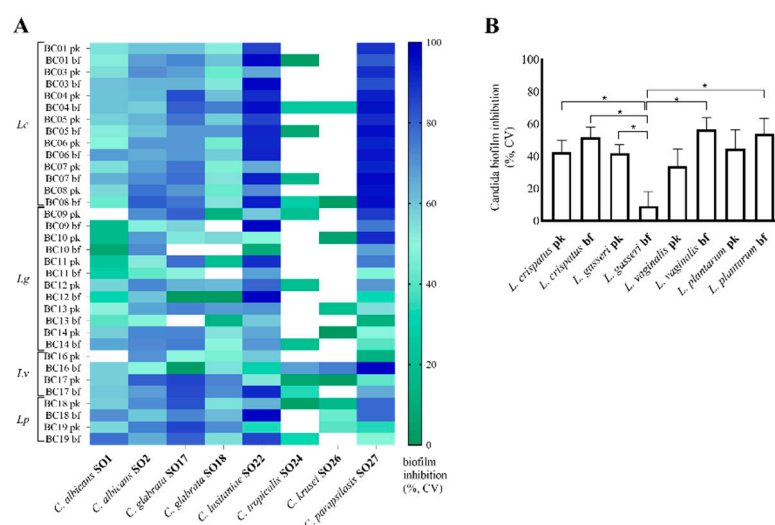 A
Lc
Lg
Lv
Lp
BC01 pk
BC01 bf
BC03 pk
BC03 bf
BC04 pk
BC04 bf
BC05 pk
BC05 bf
BC06 pk
BC06 bf
BC07 pk
BC07 bf
BC08 pk
BC08 bf
BC09 pk
BC09 bf
BC10 pk
BC10 bf
BC11 pk
BC11 bf
BC12 pk
BC12 bf
BC13 pk
BC13 bf
BC14 pk
BC14 bf
BC16 pk
BC16 bf
BC17 pk
BC17 bf
BC18 pk
BC18 bf
BC19 pk
BC19 bf
C. albicans SO1
C. albicans SO2
C. glabrata SO17
C. glabrata SO18
C. lusitaniae SO22
C. tropicalis SO24
C. krusei SO26
C. parapsilosis SO27
100
80
60
40
20
0
biofilm
inhibition
(%, CV)
B
Candida biofilm inhibition
(%, CV)
100
80
60
40
20
0
* * * * *
L. crispatus pk
L. crispatus bf
L. gasseri pk
L. gasseri bf
L. vaginalis pk
L. vaginalis bf
L. plantarum pk
L. plantarum bf